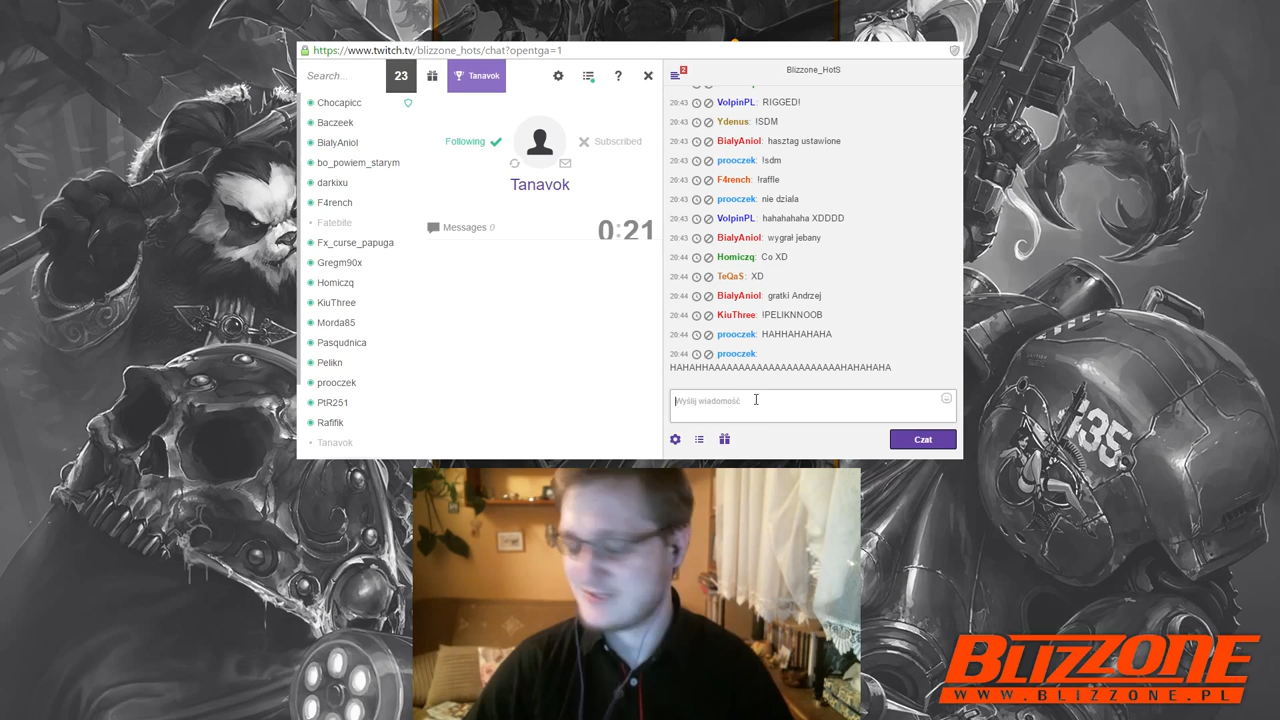 https://www.twitch.tv/blizzone_hots/chat?opentga=1
Search...
23
Tanavok
?
Chocapicc
Baczeek
BialyAniol
bo_powiem_starym
darkixu
F4rench
Fatebite
Fx_curse_papuga
Gregm90x
Homiczq
KiuThree
Morda85
Pasqudnica
Pelikn
prooczek
PtR251
Rafifik
Tanavok
Following
Subscribed
Tanavok
Messages 0
0:21
2
Blizzone_HotS
20:43 VolpinPL: RIGGED!
20:43 Ydenus: !SDM
20:43 BialyAniol: hasztag ustawione
20:43 prooczek: !sdm
20:43 F4rench: !raffle
20:43 prooczek: nie dziala
20:43 VolpinPL: hahahahaha XDDDD
20:43 BialyAniol: wygrał jebany
20:44 Homiczq: Co XD
20:44 TeQaS: XD
20:44 BialyAniol: gratki Andrzej
20:44 KiuThree: !PELIKNNOOB
20:44 prooczek: HAHHAHAHAHA
20:44 prooczek:
HAHAHHAAAAAAAAAAAAAAAAAAAAAAHAHAHAHA
Wyślij wiadomość
Czat
635
BLIZZONE
WWW.BLIZZONE.PL